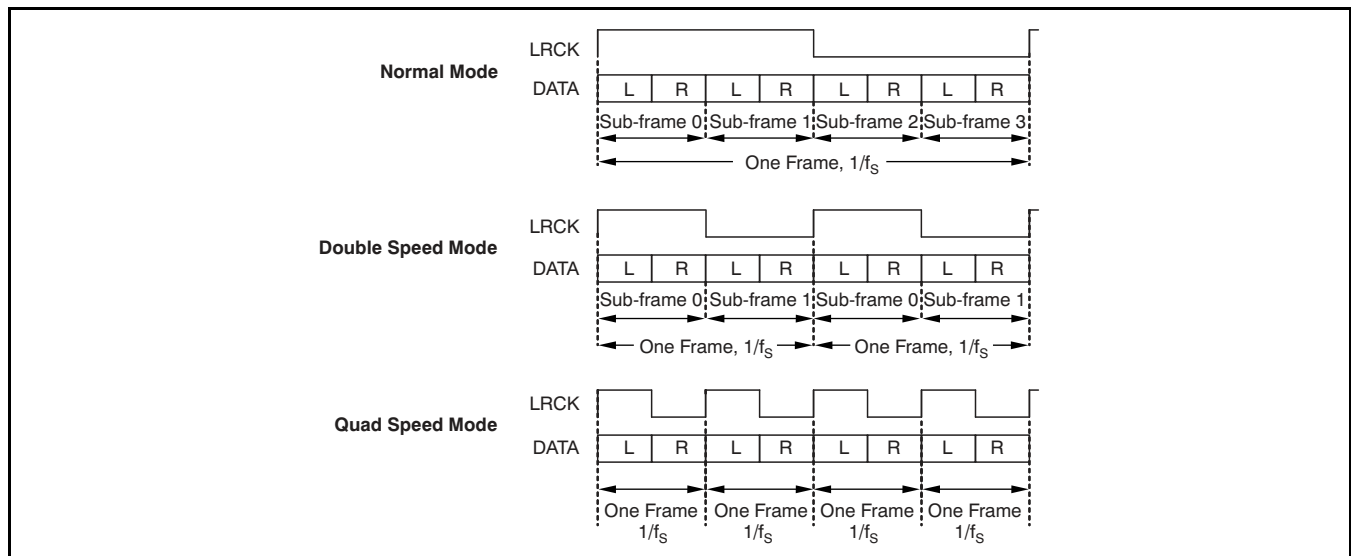 LRCK
Normal Mode
DATA L R L R L R L R
Sub-frame 0 Sub-frame 1 Sub-frame 2 Sub-frame 3
One Frame, 1/fS
LRCK
Double Speed Mode
DATA L R L R L R L R
Sub-frame 0 Sub-frame 1 Sub-frame 0 Sub-frame 1
One Frame, 1/fS One Frame, 1/fS
LRCK
Quad Speed Mode
DATA L R L R L R L R
One Frame One Frame One Frame One Frame
1/fS 1/fS 1/fS 1/fS